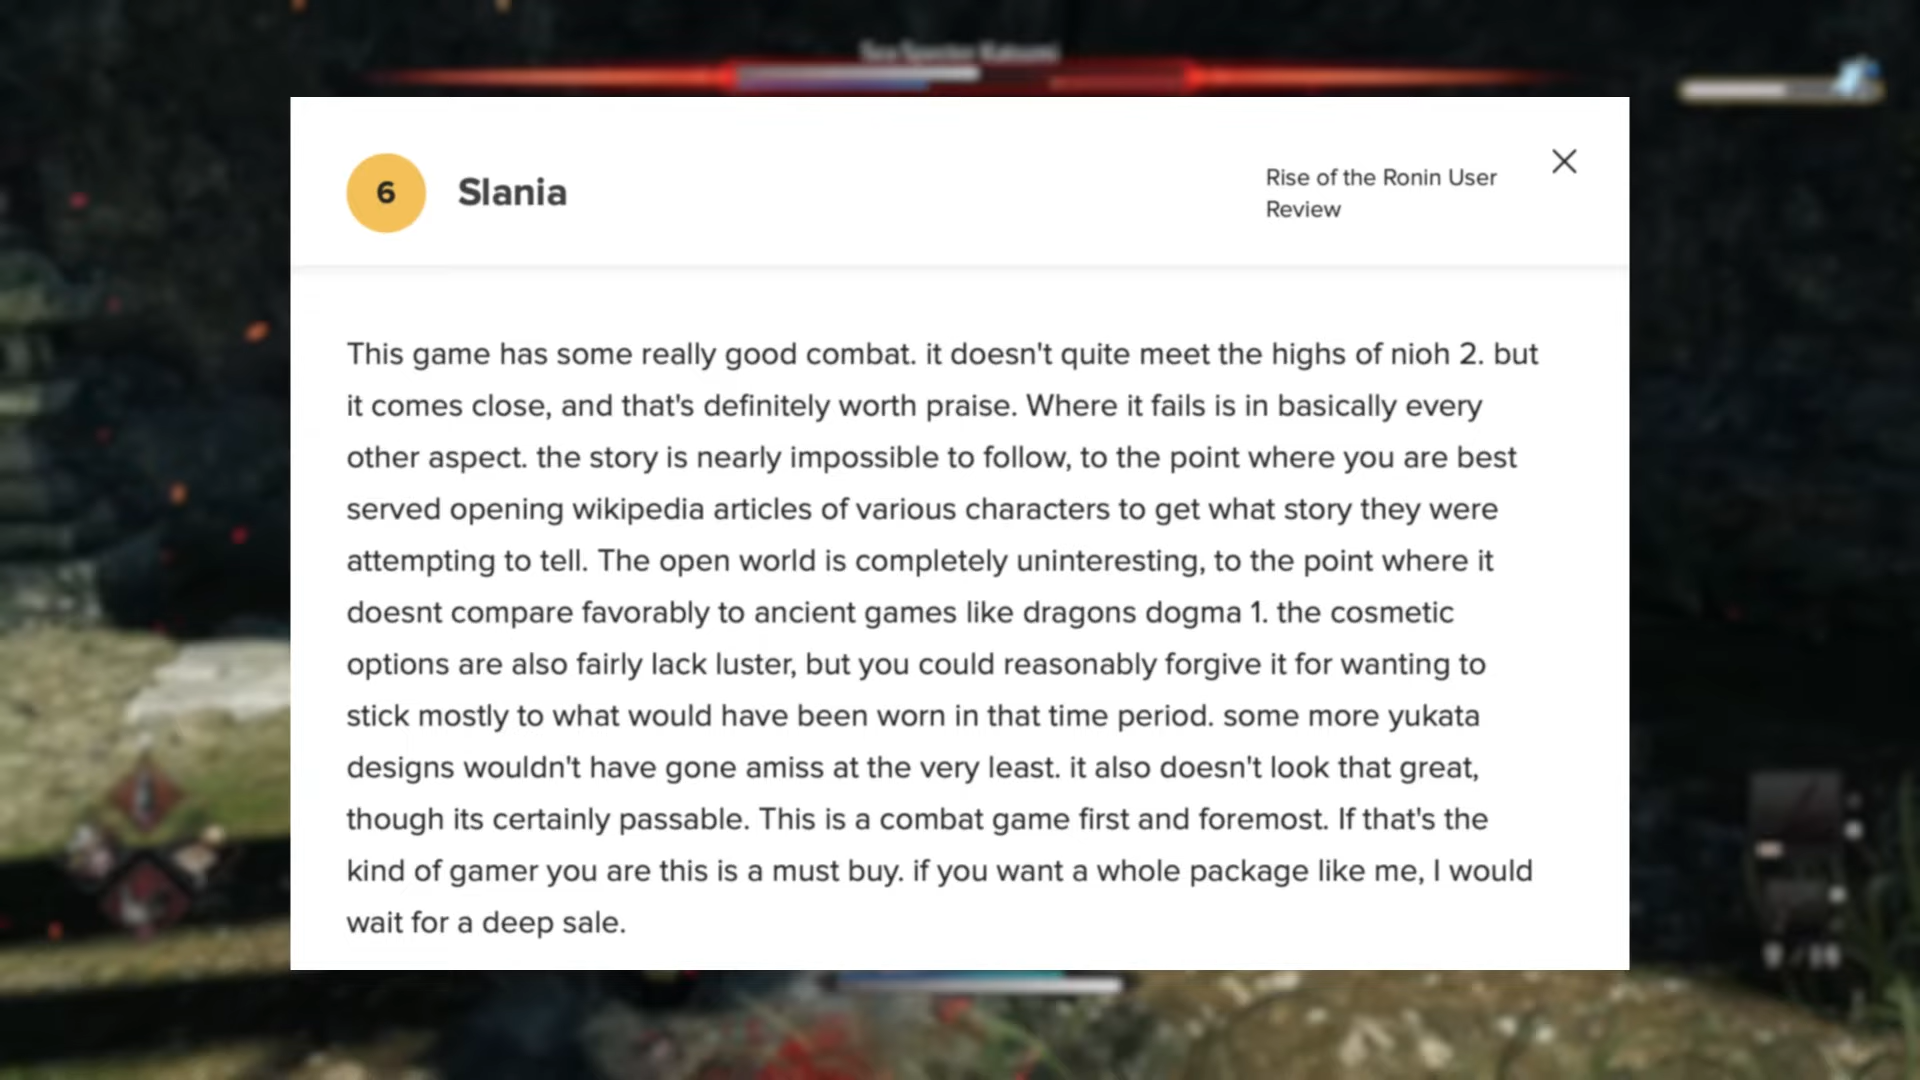 6
Slania
Rise of the Ronin User
Review
This game has some really good combat. it doesn't quite meet the highs of nioh 2. but
it comes close, and that's definitely worth praise. Where it fails is in basically every
other aspect. the story is nearly impossible to follow, to the point where you are best
served opening wikipedia articles of various characters to get what story they were
attempting to tell. The open world is completely uninteresting, to the point where it
doesnt compare favorably to ancient games like dragons dogma 1. the cosmetic
options are also fairly lack luster, but you could reasonably forgive it for wanting to
stick mostly to what would have been worn in that time period. some more yukata
designs wouldn't have gone amiss at the very least. it also doesn't look that great,
though its certainly passable. This is a combat game first and foremost. If that's the
kind of gamer you are this is a must buy. if you want a whole package like me, I would
wait for a deep sale.